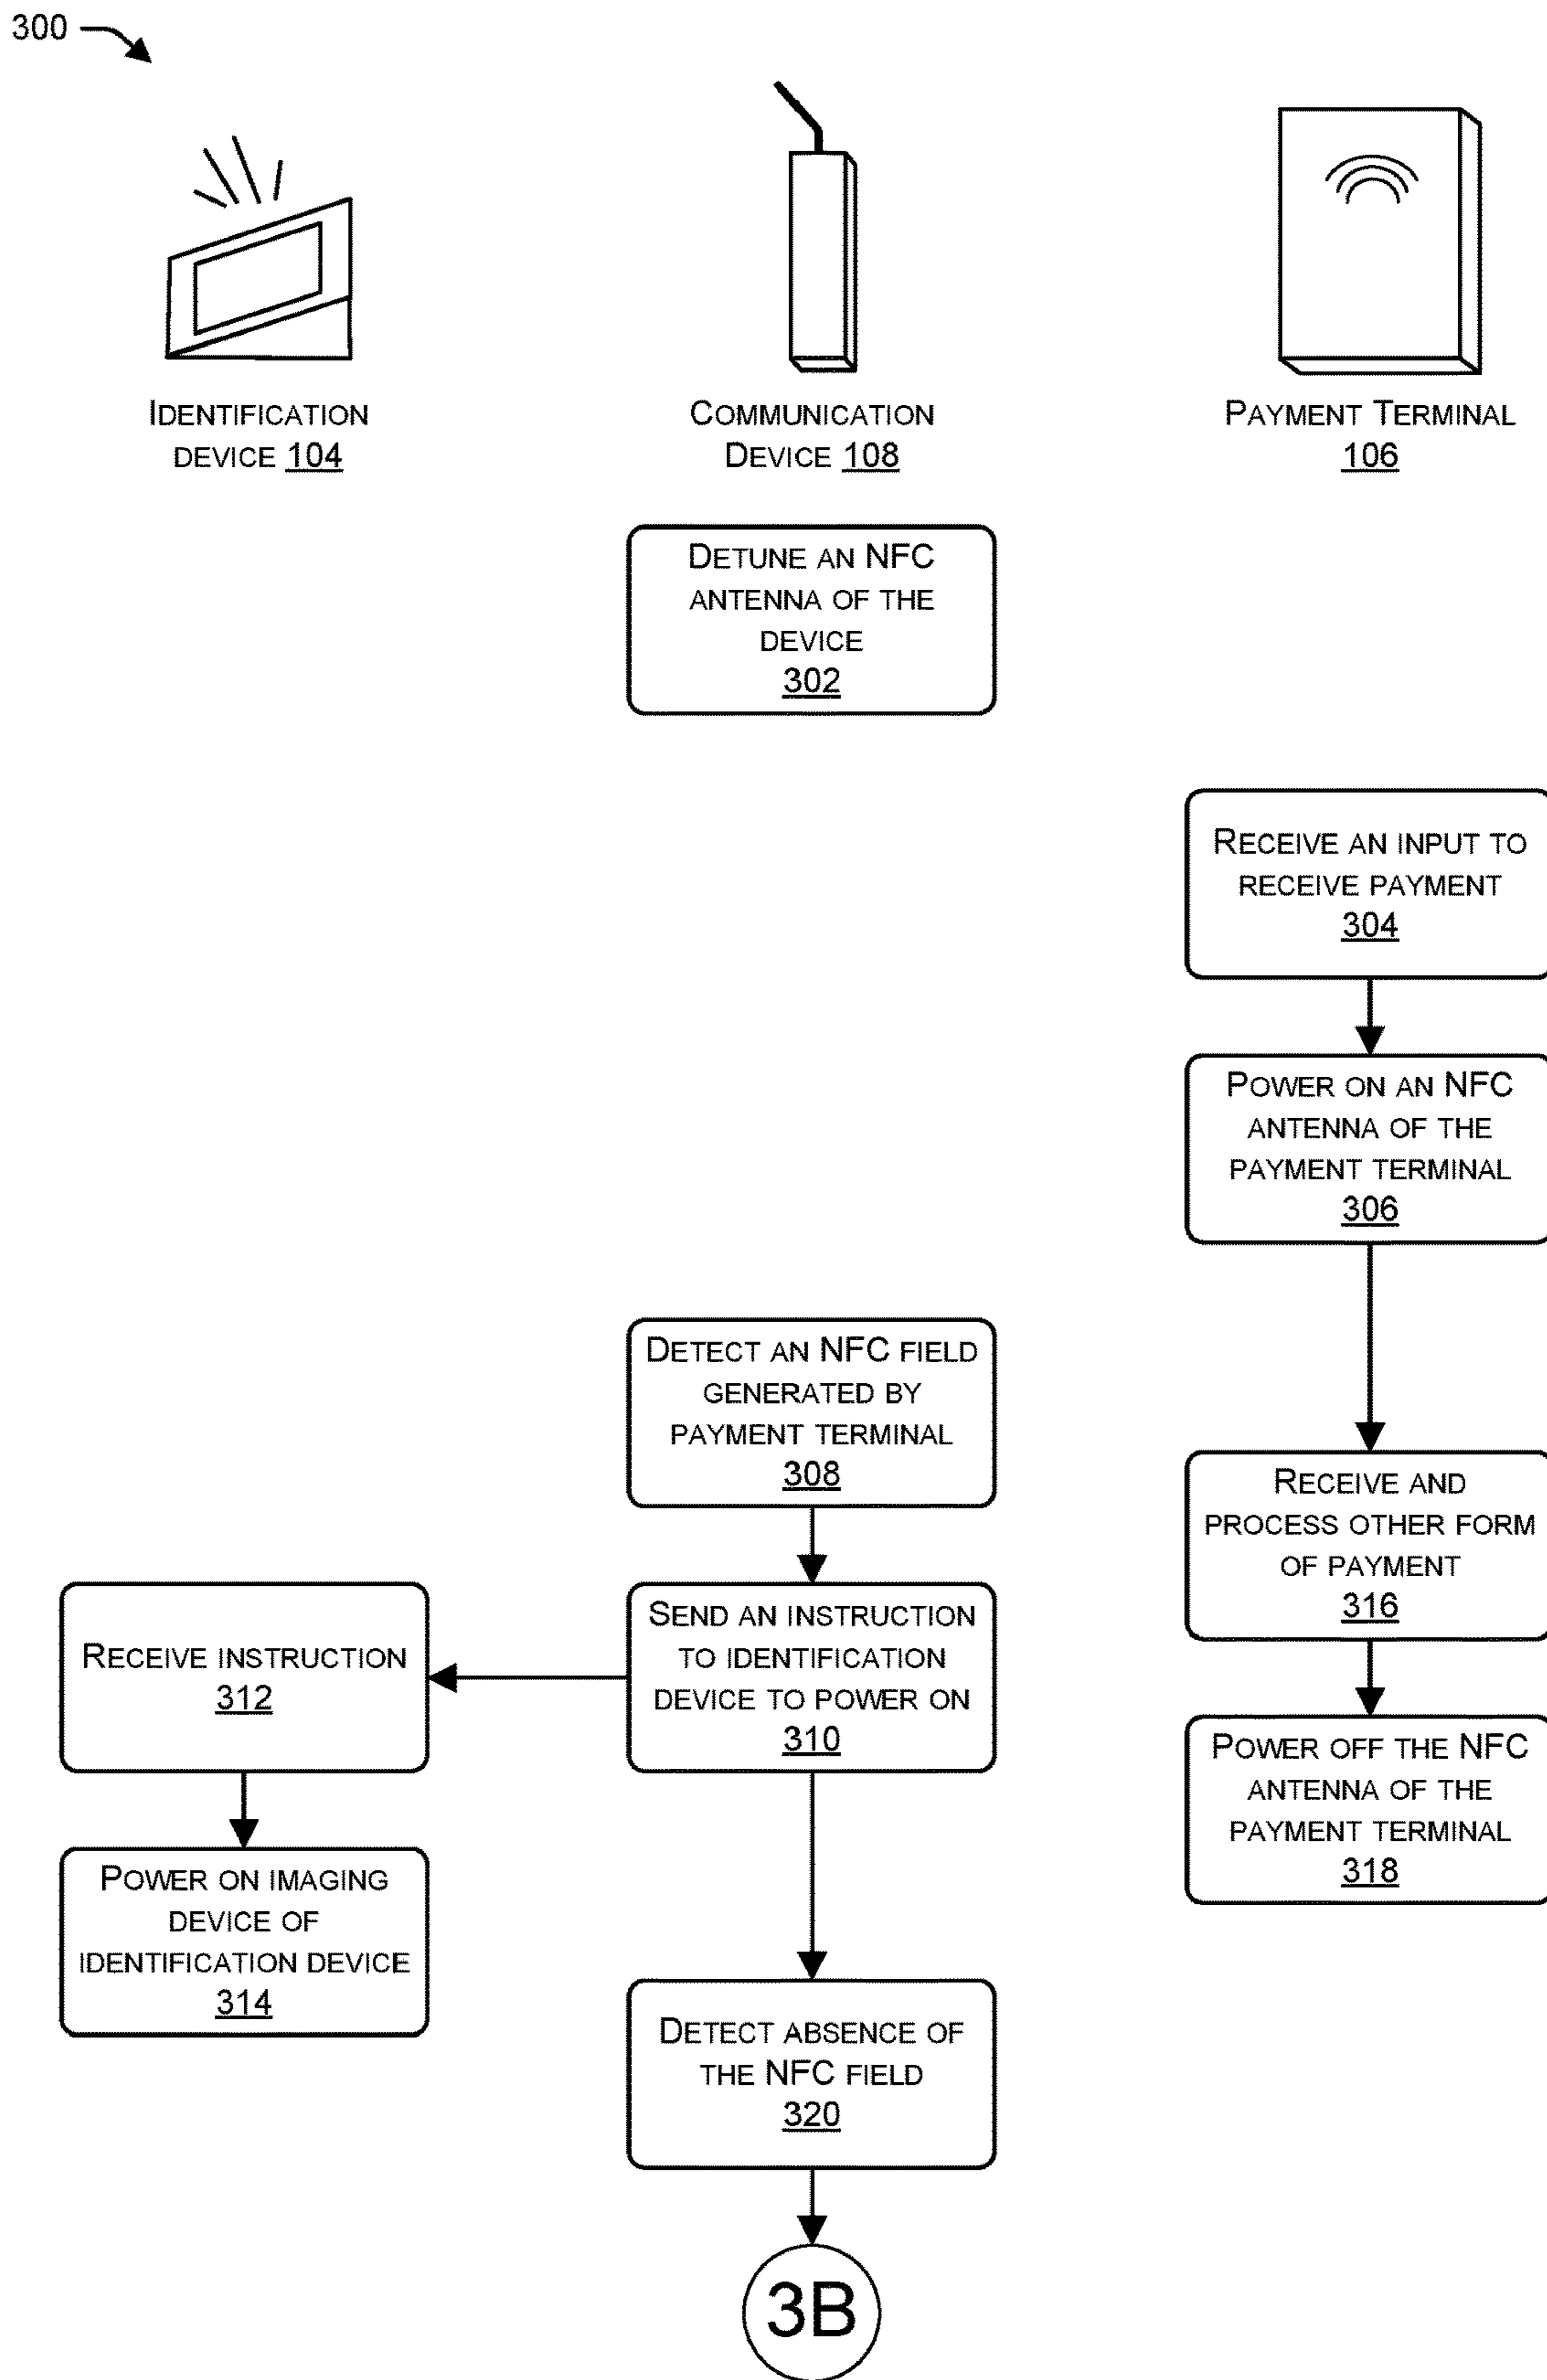 300
IDENTIFICATION
DEVICE 104
COMMUNICATION
DEVICE 108
PAYMENT TERMINAL
106
DETUNE AN NFC
ANTENNA OF THE
DEVICE
302
RECEIVE AN INPUT TO
RECEIVE PAYMENT
304
POWER ON AN NFC
ANTENNA OF THE
PAYMENT TERMINAL
306
DETECT AN NFC FIELD
GENERATED BY
PAYMENT TERMINAL
308
SEND AN INSTRUCTION
TO IDENTIFICATION
DEVICE TO POWER ON
310
RECEIVE INSTRUCTION
312
POWER ON IMAGING
DEVICE OF
IDENTIFICATION DEVICE
314
RECEIVE AND
PROCESS OTHER FORM
OF PAYMENT
316
POWER OFF THE NFC
ANTENNA OF THE
PAYMENT TERMINAL
318
DETECT ABSENCE OF
THE NFC FIELD
320
3B